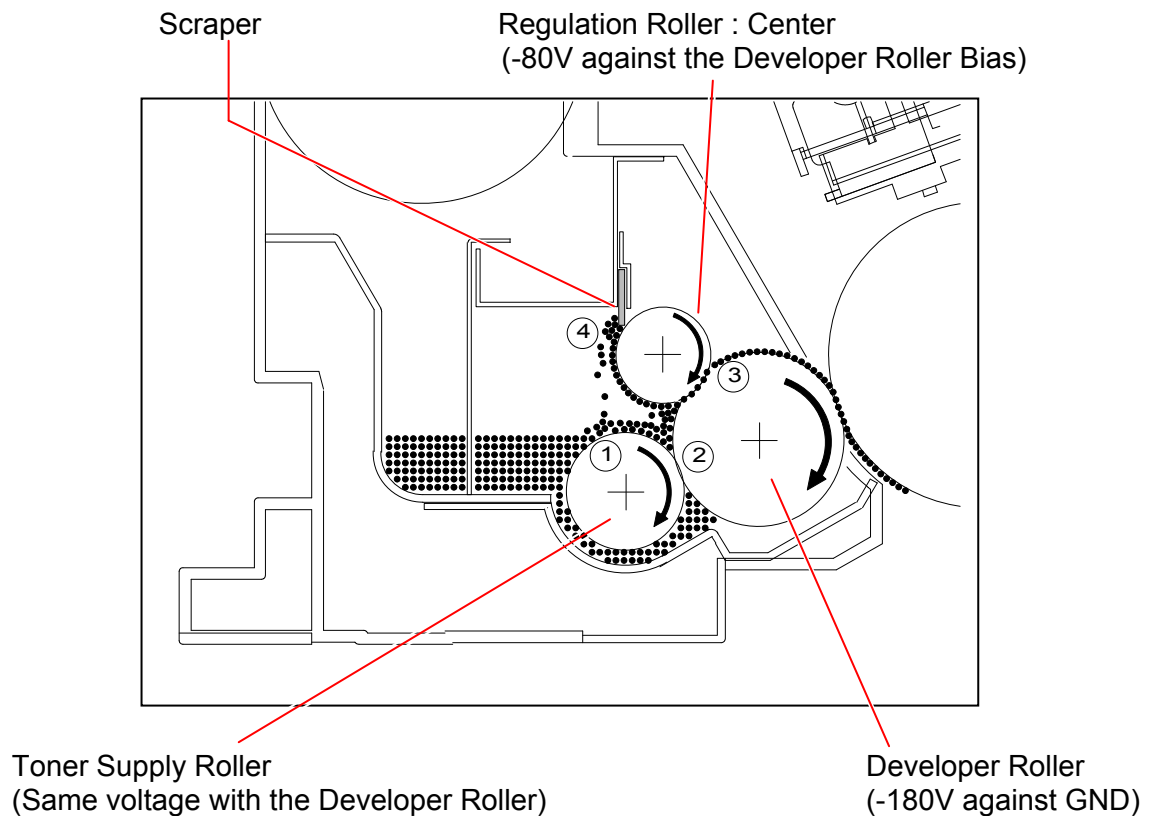 Scraper
Regulation Roller : Center
(-80V against the Developer Roller Bias)
4
3
1
2
Toner Supply Roller
(Same voltage with the Developer Roller)
Developer Roller
(-180V against GND)